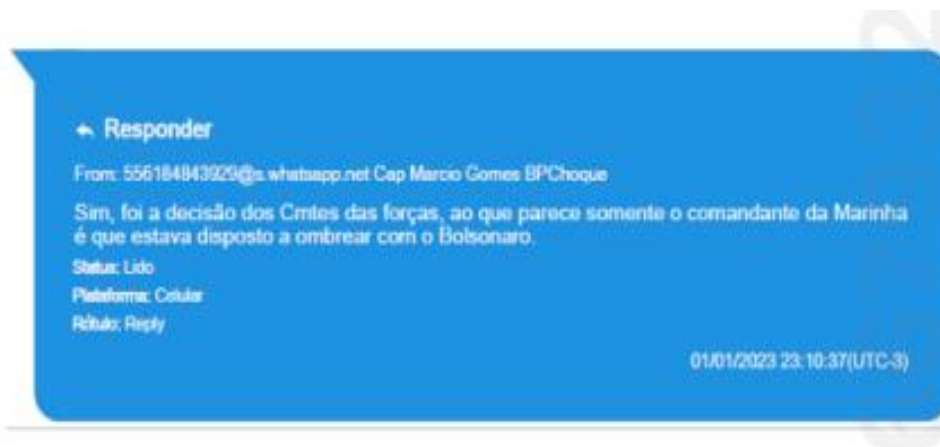 Responder
From: 556184843929@s.whatsapp.net Cap Marcio Gomes BPChoque
Sim, foi a decisão dos Cmtes das forças, ao que parece somente o comandante da Marinha
é que estava disposto a ombrear com o Bolsonaro.
Status: Lido
Plataforma: Celular
Rótulo: Reply
01/01/2023 23:10:37(UTC-3)